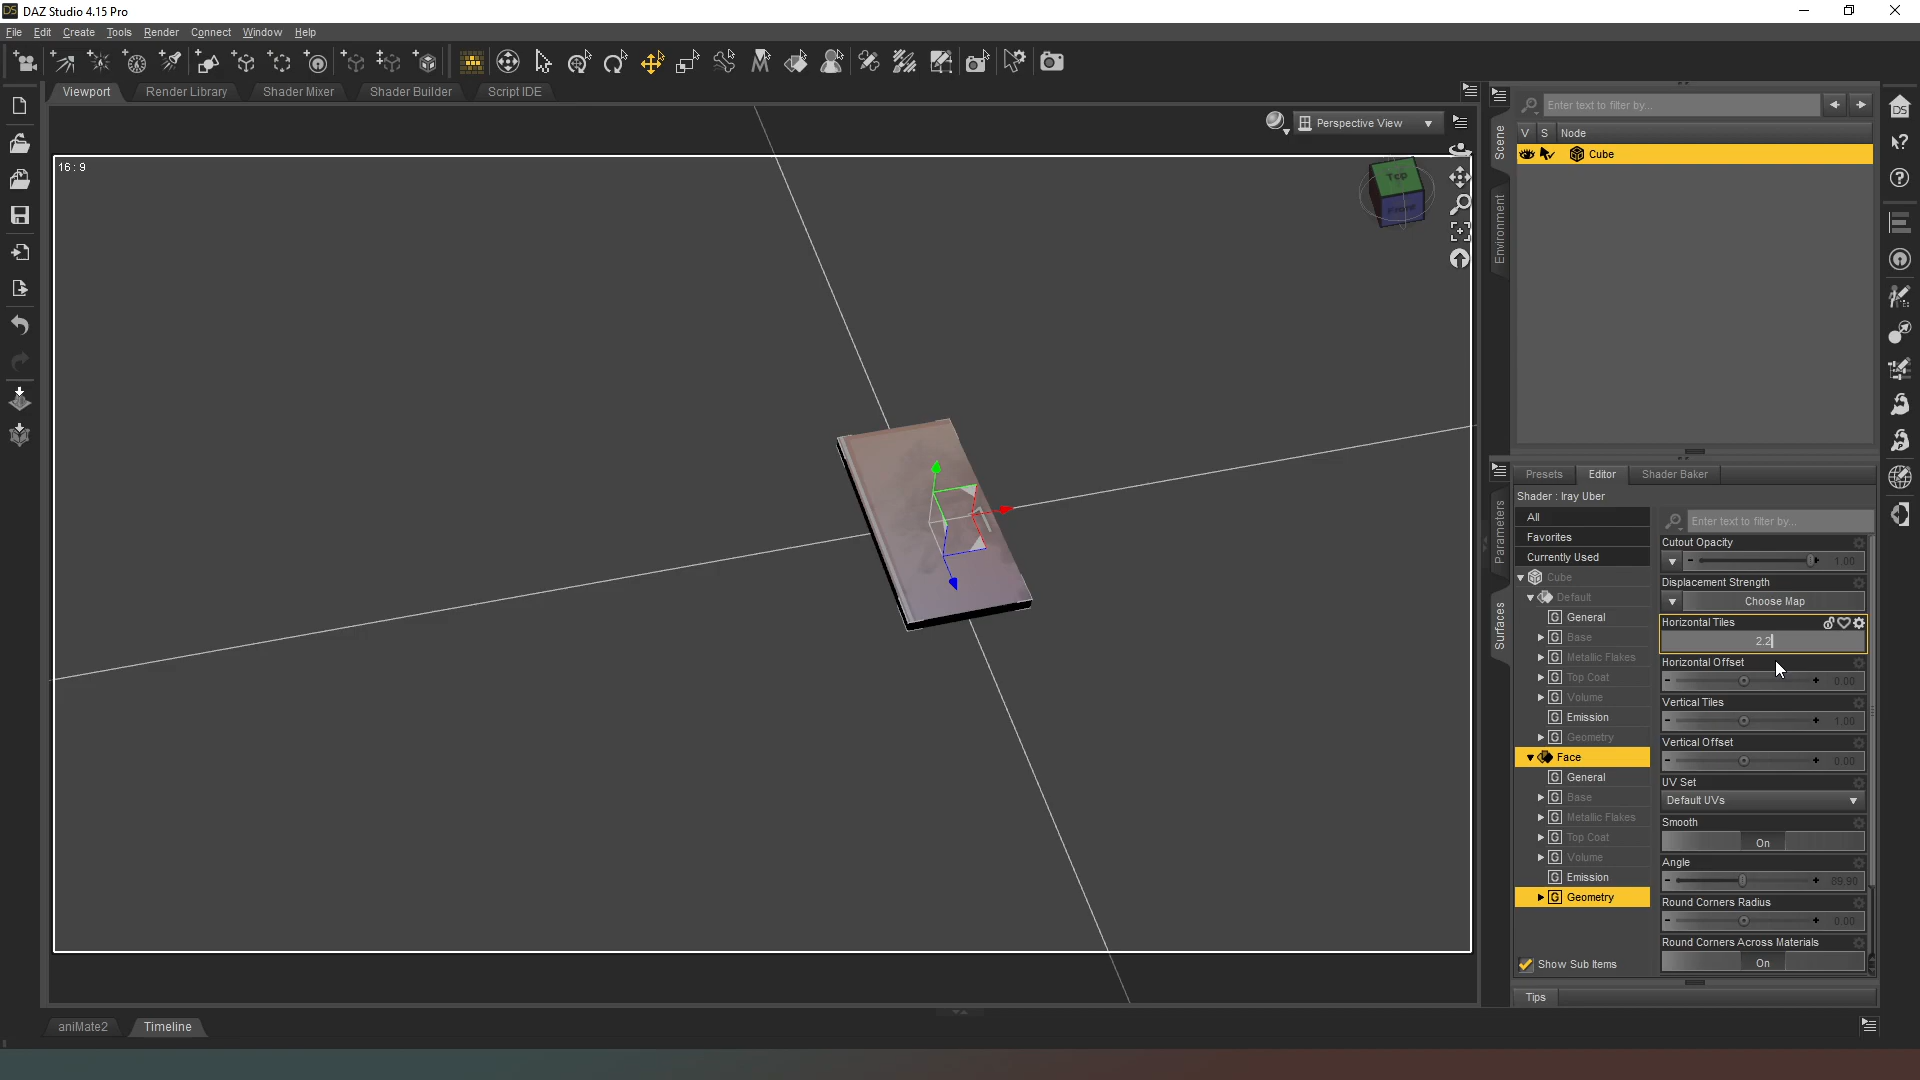 DAZ Studio 4.15 Pro
File Edit Create Tools Render Connect Window Help
Viewport Render Library Shader Mixer Shader Builder Script IDE
Perspective View
16 : 9
Top
Front
Scene
Environment
Enter text to filter by...
V S Node
Cube
Parameters
Surfaces
Presets Editor Shader Baker
Shader : Iray Uber
All
Favorites
Currently Used
Cube
Default
G General
G Base
G Metallic Flakes
G Top Coat
G Volume
G Emission
G Geometry
Face
G General
G Base
G Metallic Flakes
G Top Coat
G Volume
G Emission
G Geometry
Show Sub Items
Enter text to filter by...
Cutout Opacity
1.00
Displacement Strength
Choose Map
Horizontal Tiles
2.2
Horizontal Offset
0.00
Vertical Tiles
1.00
Vertical Offset
0.00
UV Set
Default UVs
Smooth
On
Angle
89.90
Round Corners Radius
0.00
Round Corners Across Materials
On
Tips
aniMate2 Timeline